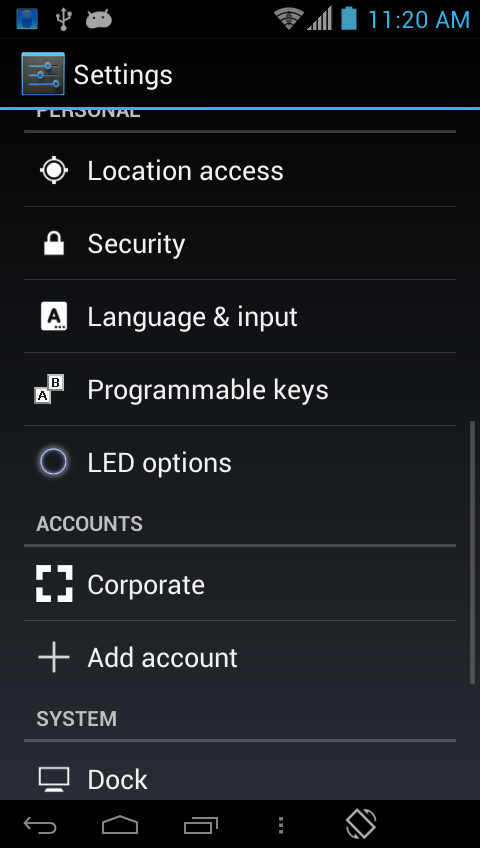 11:20 AM
Settings
PERSONAL
Location access
Security
Language & input
Programmable keys
LED options
ACCOUNTS
Corporate
Add account
SYSTEM
Dock